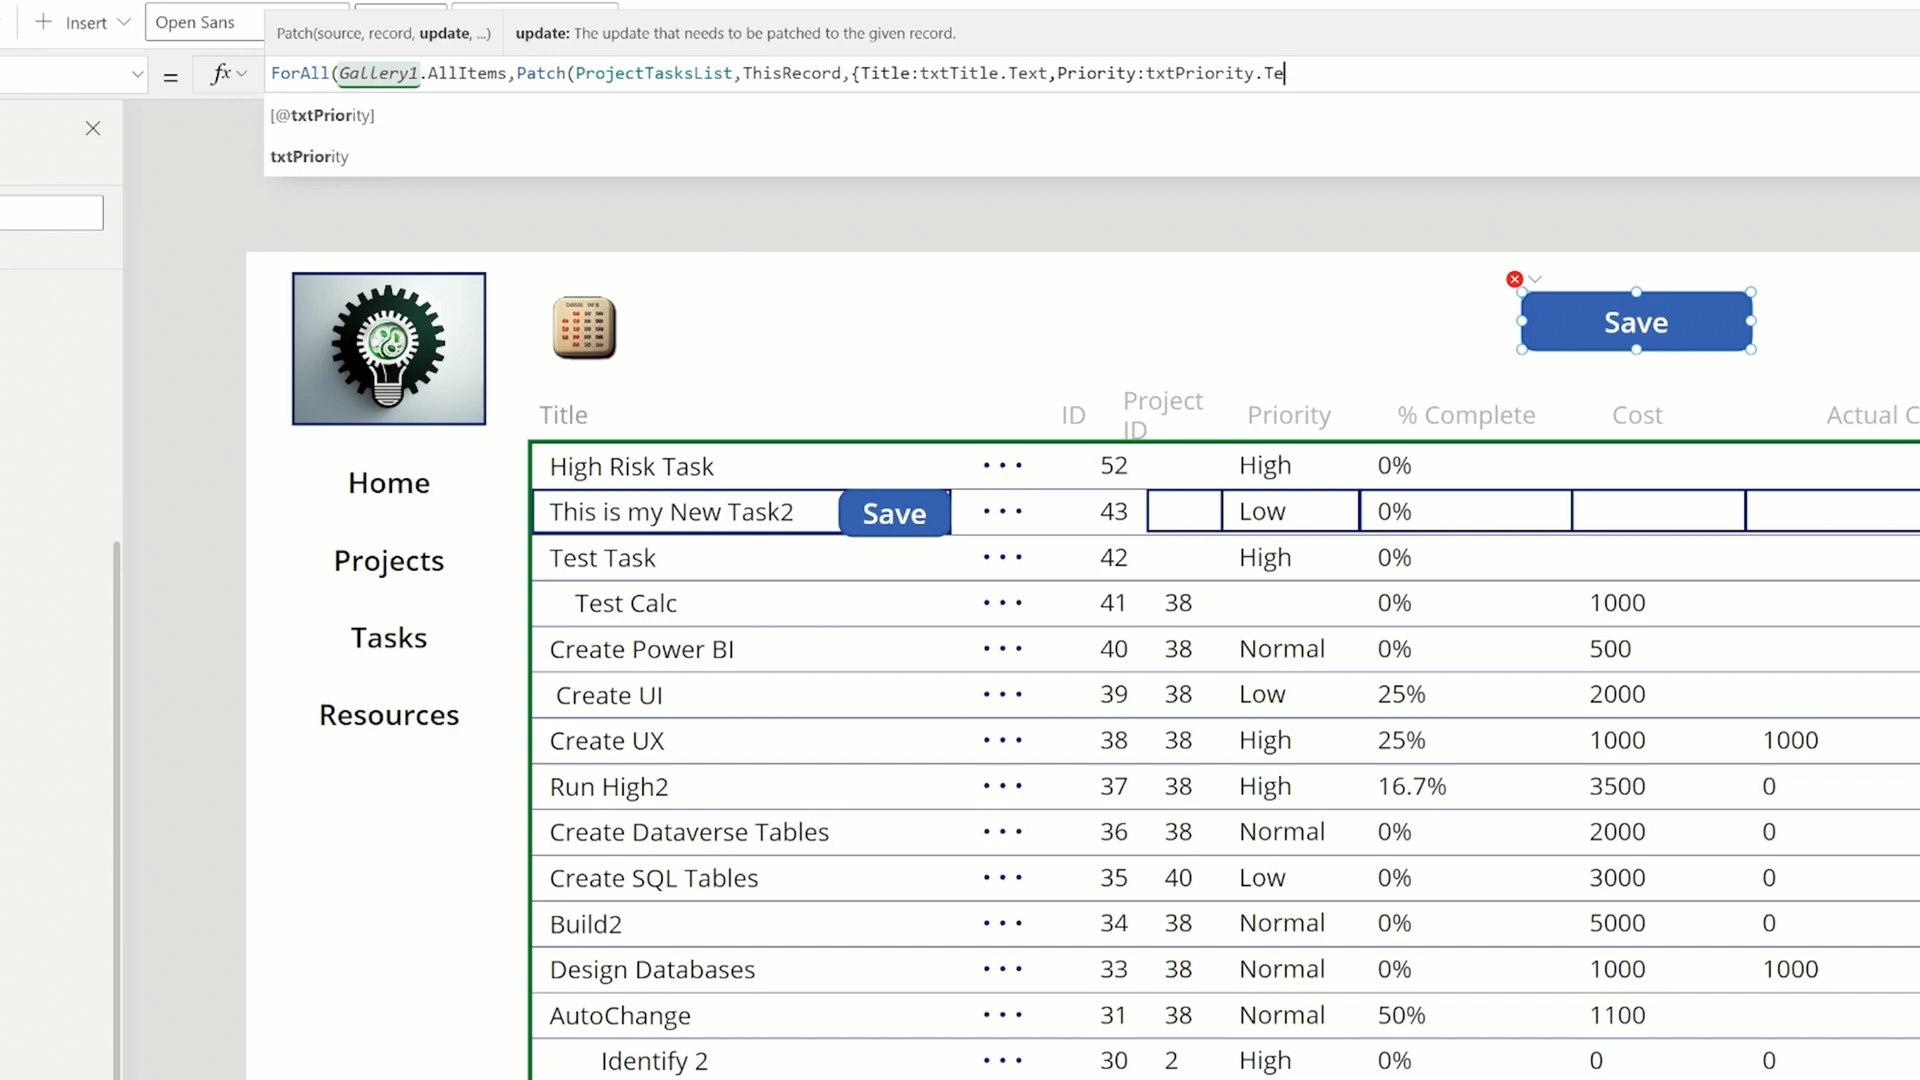 Insert
Open Sans
Patch(source, record, update, ...)
update: The update that needs to be patched to the given record.
= fx
ForAll(Gallery1.AllItems,Patch(ProjectTasksList,ThisRecord,{Title:txtTitle.Text,Priority:txtPriority.Te
[@txtPriority]
txtPriority
Save
Home
Projects
Tasks
Resources
Title ID Project ID Priority % Complete Cost Actual C
High Risk Task ... 52 High 0%
This is my New Task2 Save ... 43 Low 0%
Test Task ... 42 High 0%
Test Calc ... 41 38 0% 1000
Create Power BI ... 40 38 Normal 0% 500
Create UI ... 39 38 Low 25% 2000
Create UX ... 38 38 High 25% 1000 1000
Run High2 ... 37 38 High 16.7% 3500 0
Create Dataverse Tables ... 36 38 Normal 0% 2000 0
Create SQL Tables ... 35 40 Low 0% 3000 0
Build2 ... 34 38 Normal 0% 5000 0
Design Databases ... 33 38 Normal 0% 1000 1000
AutoChange ... 31 38 Normal 50% 1100
Identify 2 ... 30 2 High 0% 0 0